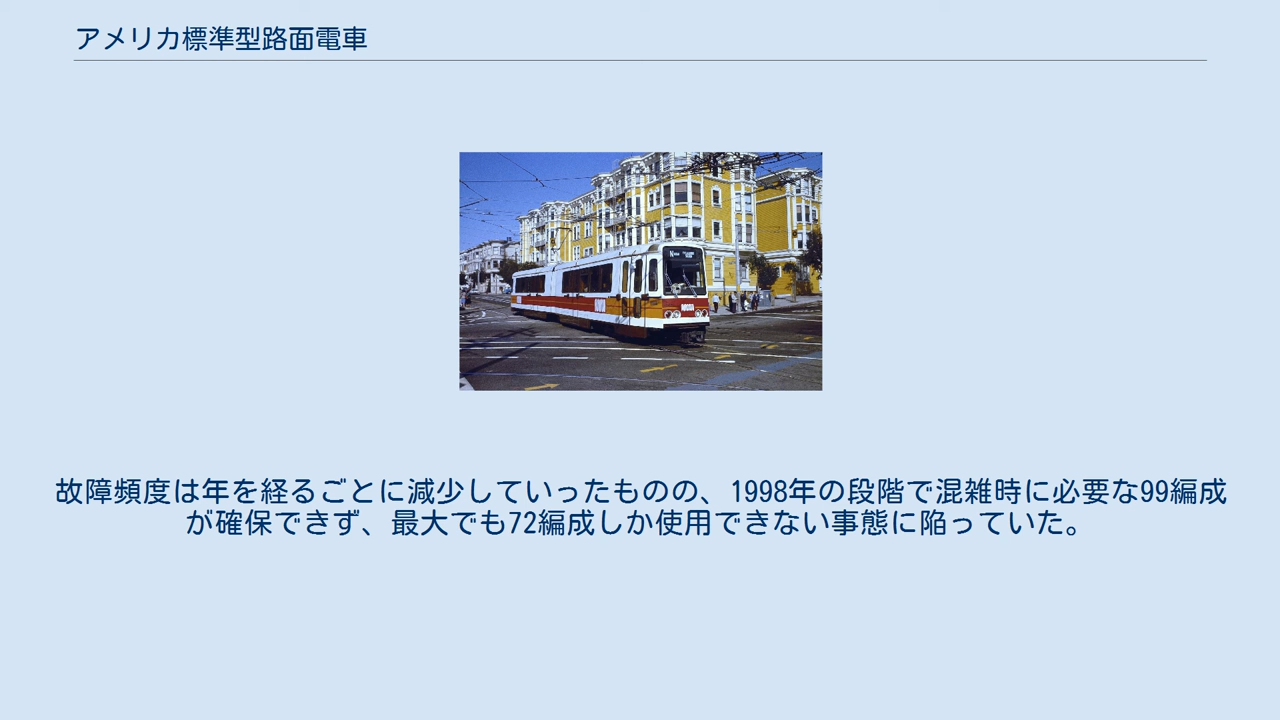 アメリカ標準型路面電車
故障頻度は年を経るごとに減少していったものの、1998年の段階で混雑時に必要な99編成
が確保できず、最大でも72編成しか使用できない事態に陥っていた。